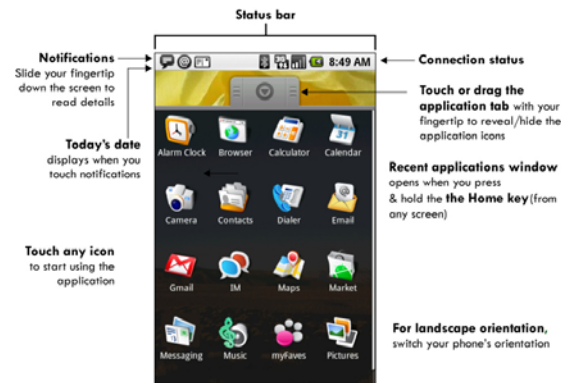 Status bar
Notifications
Slide your fingertip
down the screen to
read details
8:49 AM
Connection status
Touch or drag the
application tab with your
fingertip to reveal/hide the
application icons
Today's date
displays when you
touch notifications
Alarm Clock Browser Calculator Calendar
Recent applications window
opens when you press
& hold the the Home key(from
any screen)
Camera Contacts Dialer Email
Touch any icon
to start using the
application
Gmail IM Maps Market
For landscape orientation,
switch your phone's orientation
Messaging Music myFaves Pictures